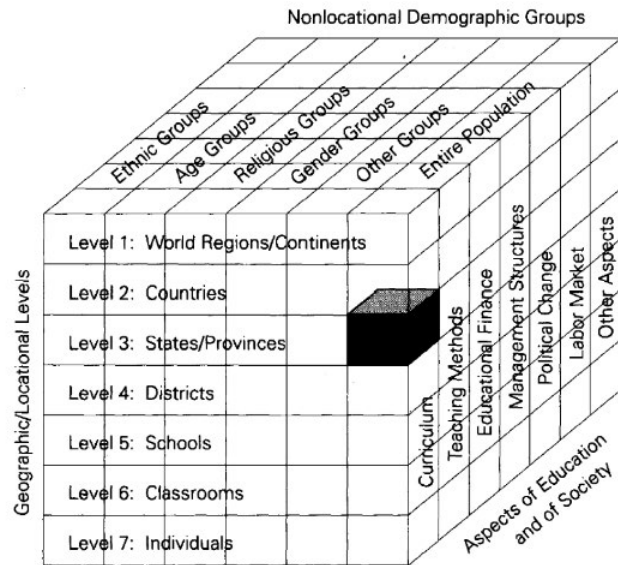 Nonlocational Demographic Groups
Ethnic Groups
Age Groups
Religious Groups
Gender Groups
Other Groups
Entire Population
Geographic/Locational Levels
Level 1: World Regions/Continents
Level 2: Countries
Level 3: States/Provinces
Level 4: Districts
Level 5: Schools
Level 6: Classrooms
Level 7: Individuals
Curriculum
Teaching Methods
Educational Finance
Management Structures
Political Change
Labor Market
Other Aspects
Aspects of Education
and of Society